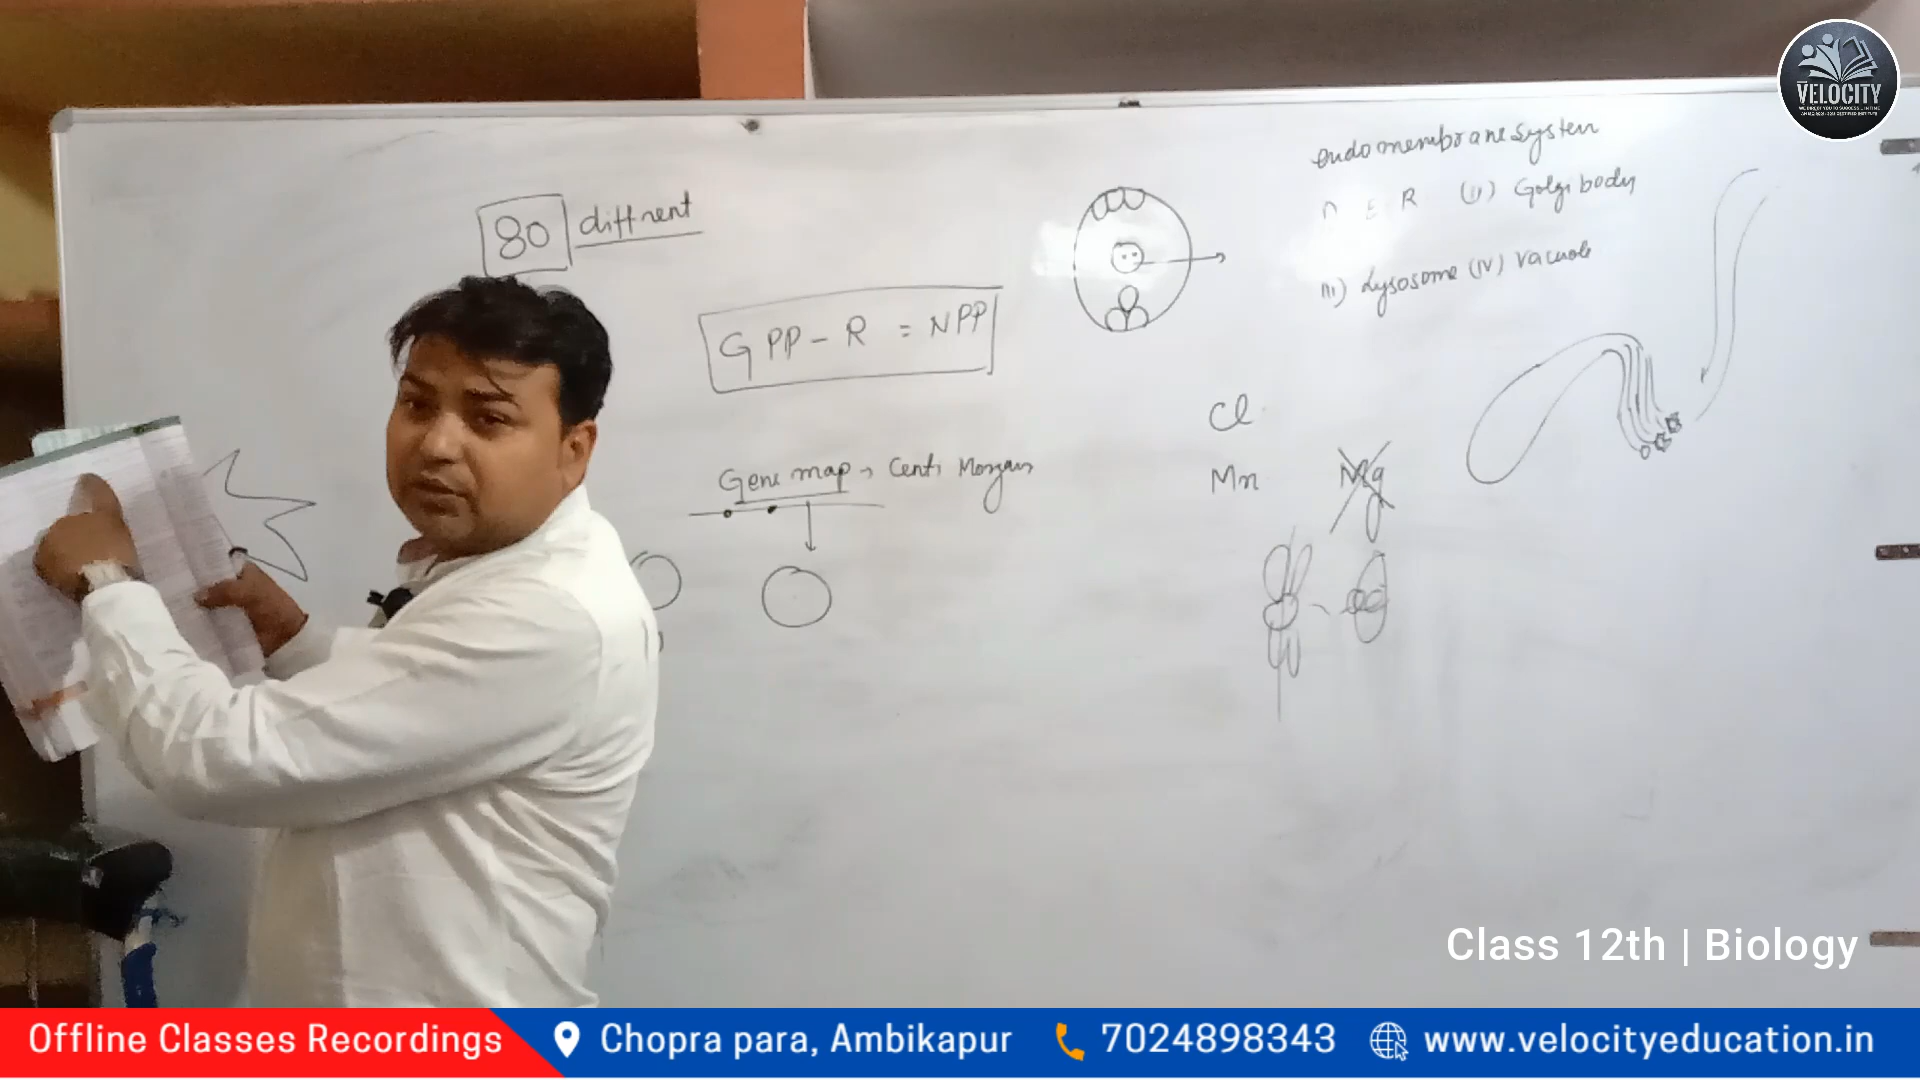 VELOCITY
80 diffrent
GPP - R = NPP
endomembrane system
E R (ii) Golgi body
III) Lysosome (IV) Vacuole
Cl
Mn Mg
Gene map → Centi Morgan
Class 12th | Biology
Offline Classes Recordings
Chopra para, Ambikapur
7024898343
www.velocityeducation.in